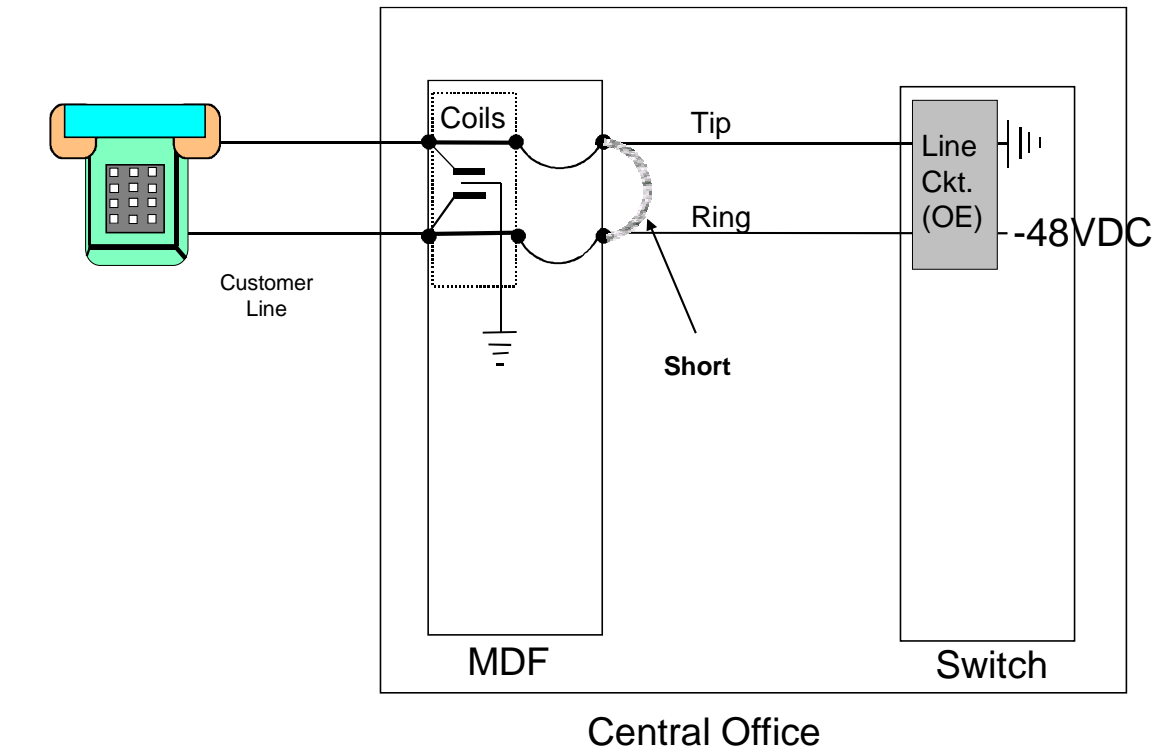 Coils
Tip
Line
Ckt.
(OE)
Ring
-48VDC
Customer
Line
Short
MDF
Switch
Central Office